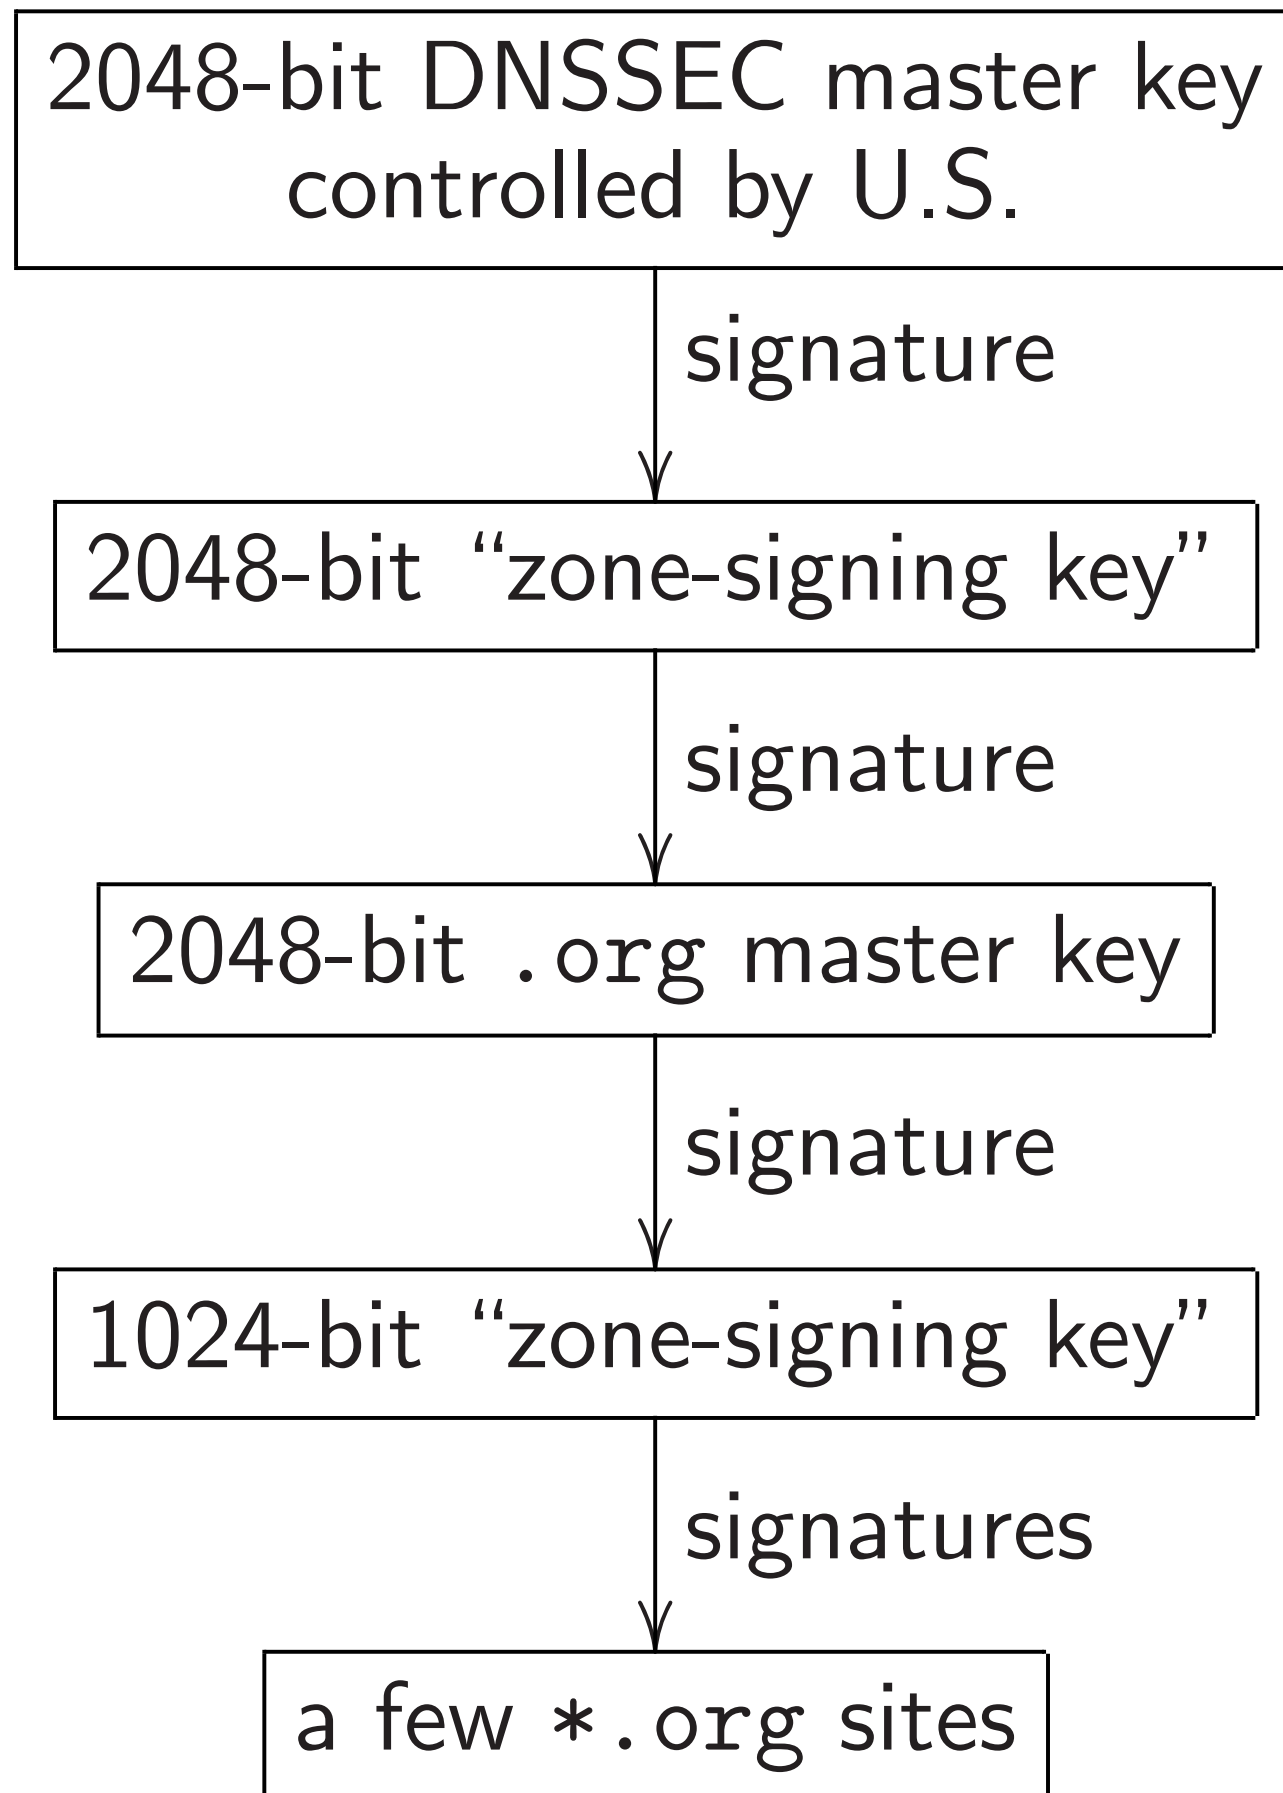 2048-bit DNSSEC master key
controlled by U.S.
signature
2048-bit “zone-signing key”
signature
2048-bit .org master key
signature
1024-bit “zone-signing key”
signatures
a few *.org sites